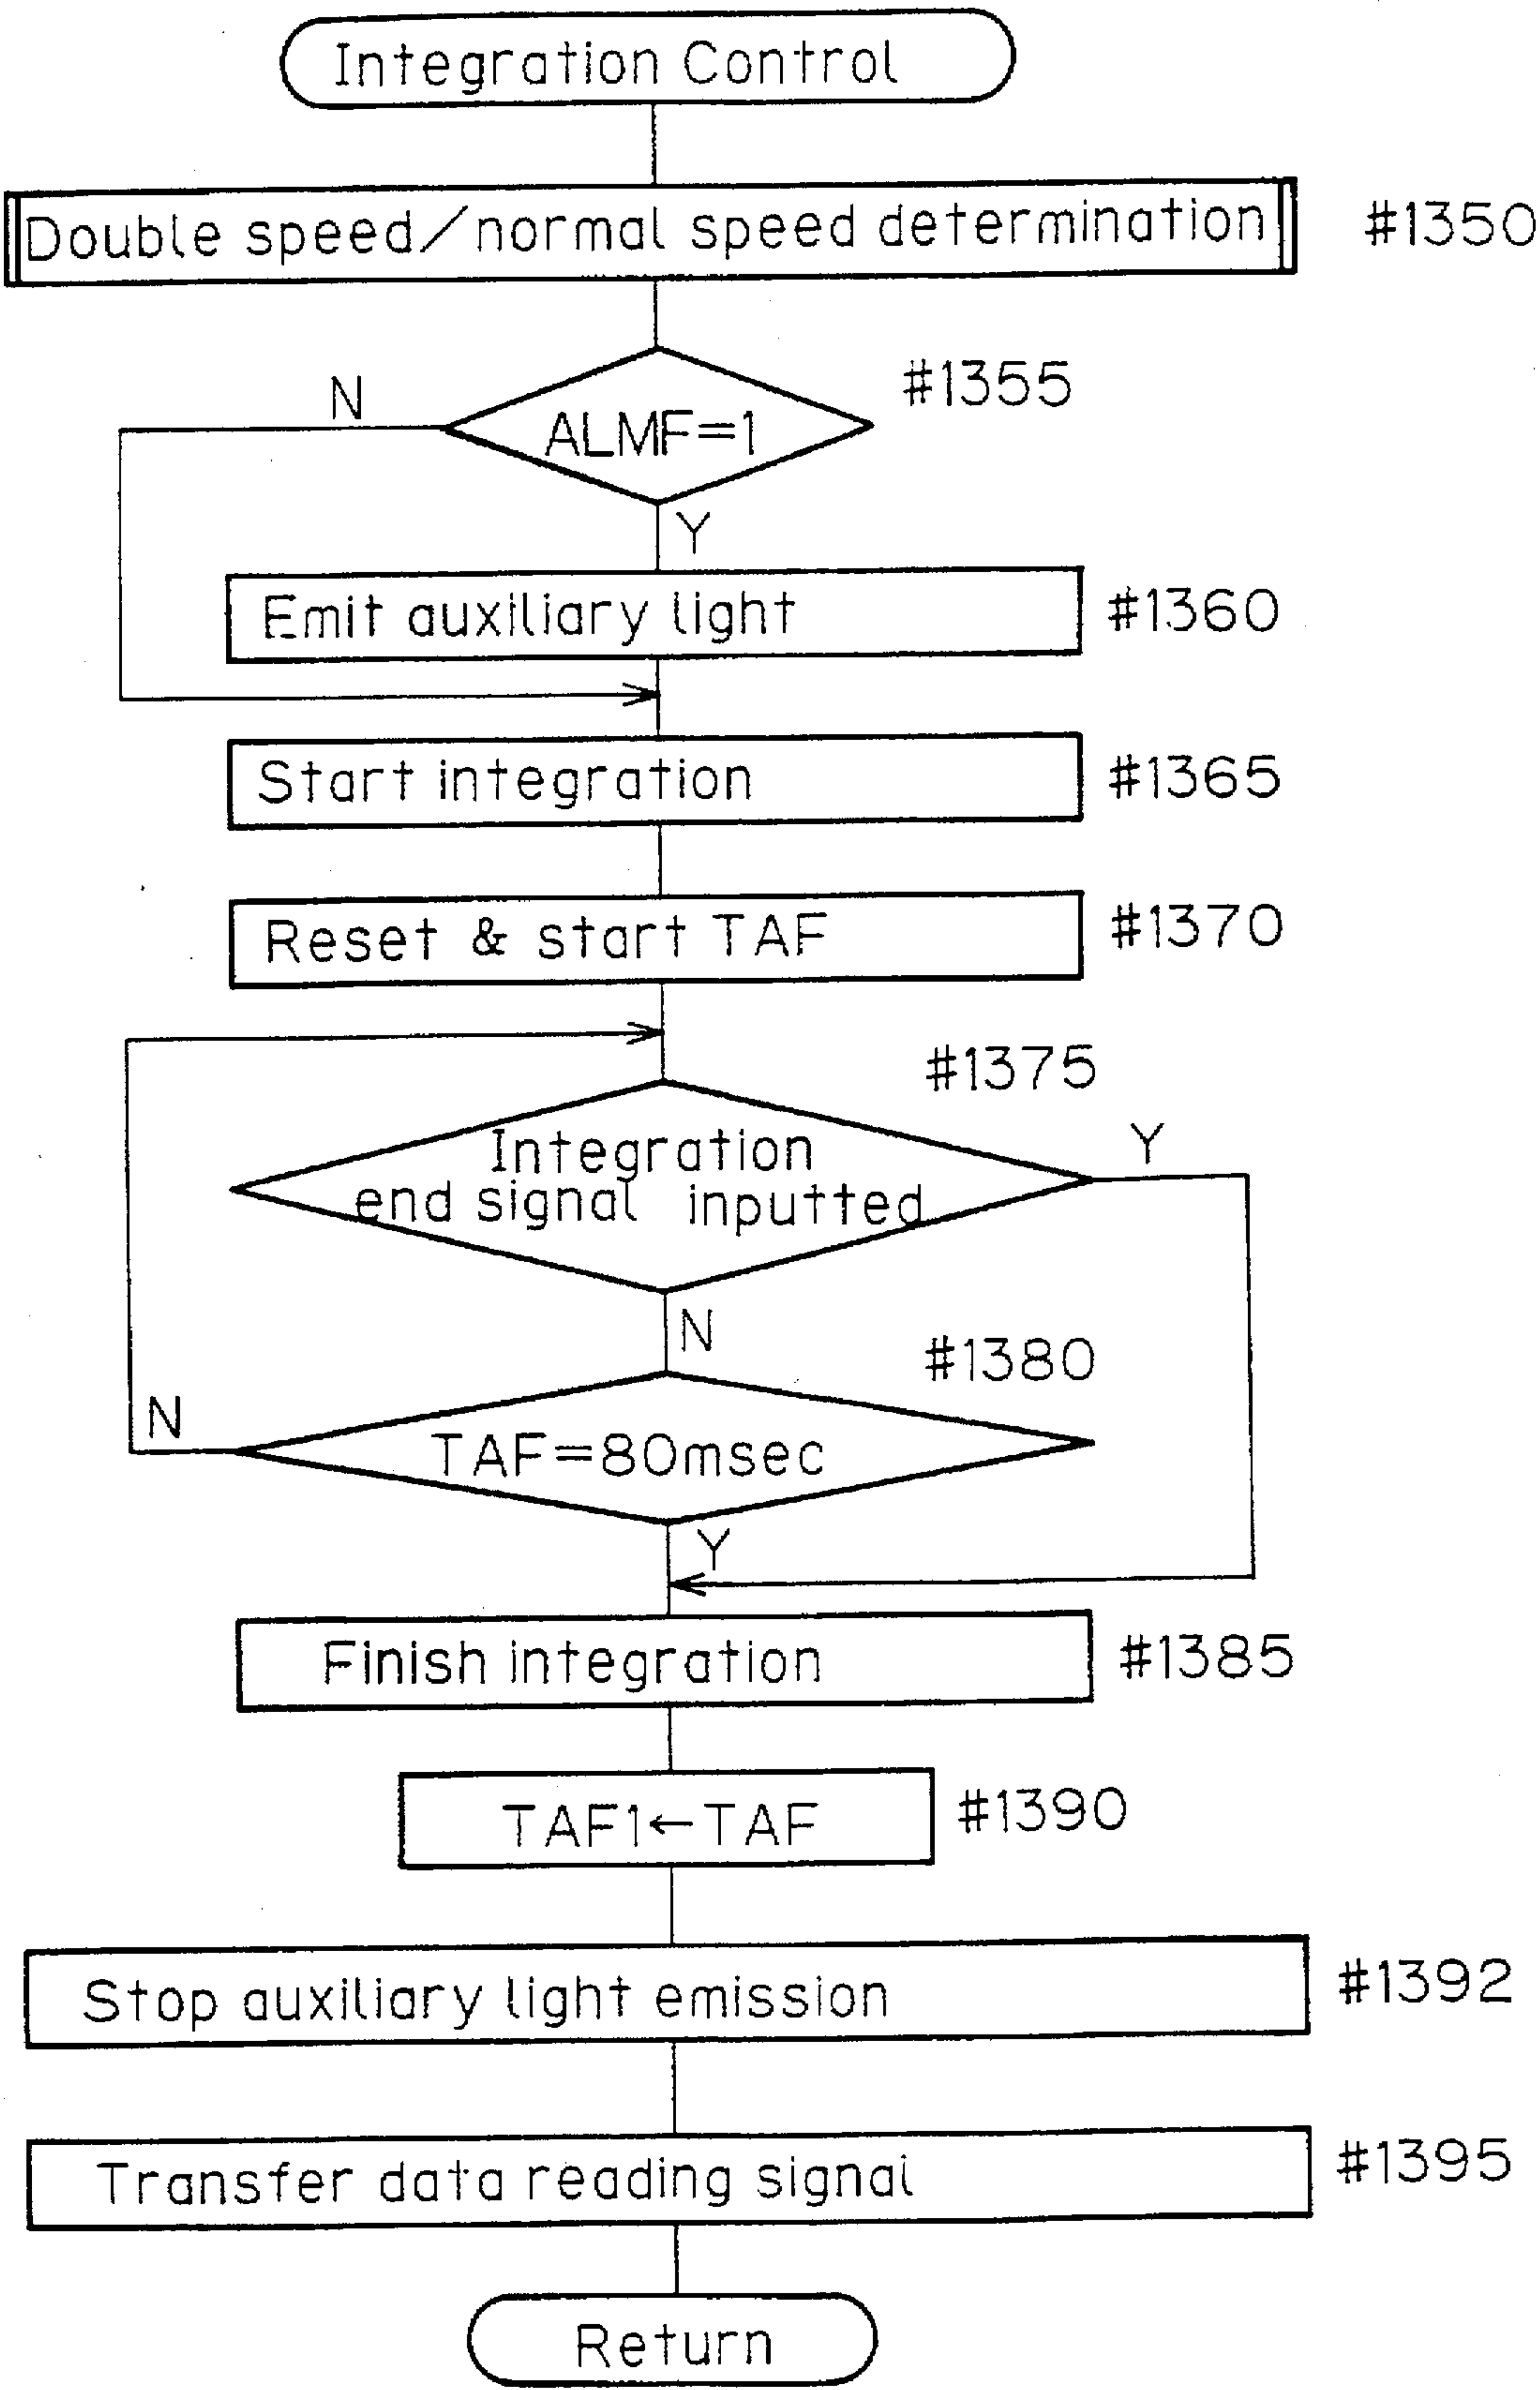 Integration Control
Double speed/normal speed determination #1350
#1355
N
ALMF=1
Y
Emit auxiliary light #1360
Start integration #1365
Reset & start TAF #1370
#1375
Y
Integration
end signal inputted
N
#1380
N
TAF=80msec
Y
Finish integration #1385
TAF1←TAF #1390
Stop auxiliary light emission #1392
Transfer data reading signal #1395
Return